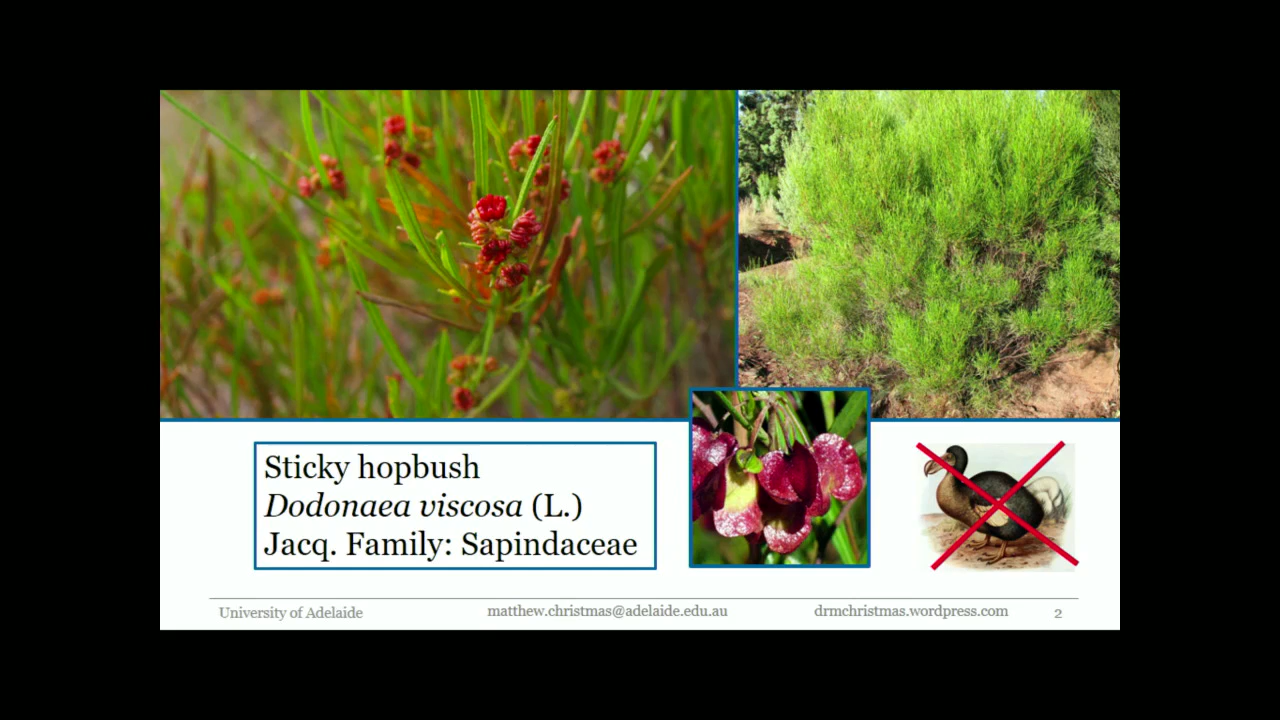 Sticky hopbush
Dodonaea viscosa (L.)
Jacq. Family: Sapindaceae
University of Adelaide
matthew.christmas@adelaide.edu.au
drmchristmas.wordpress.com
2